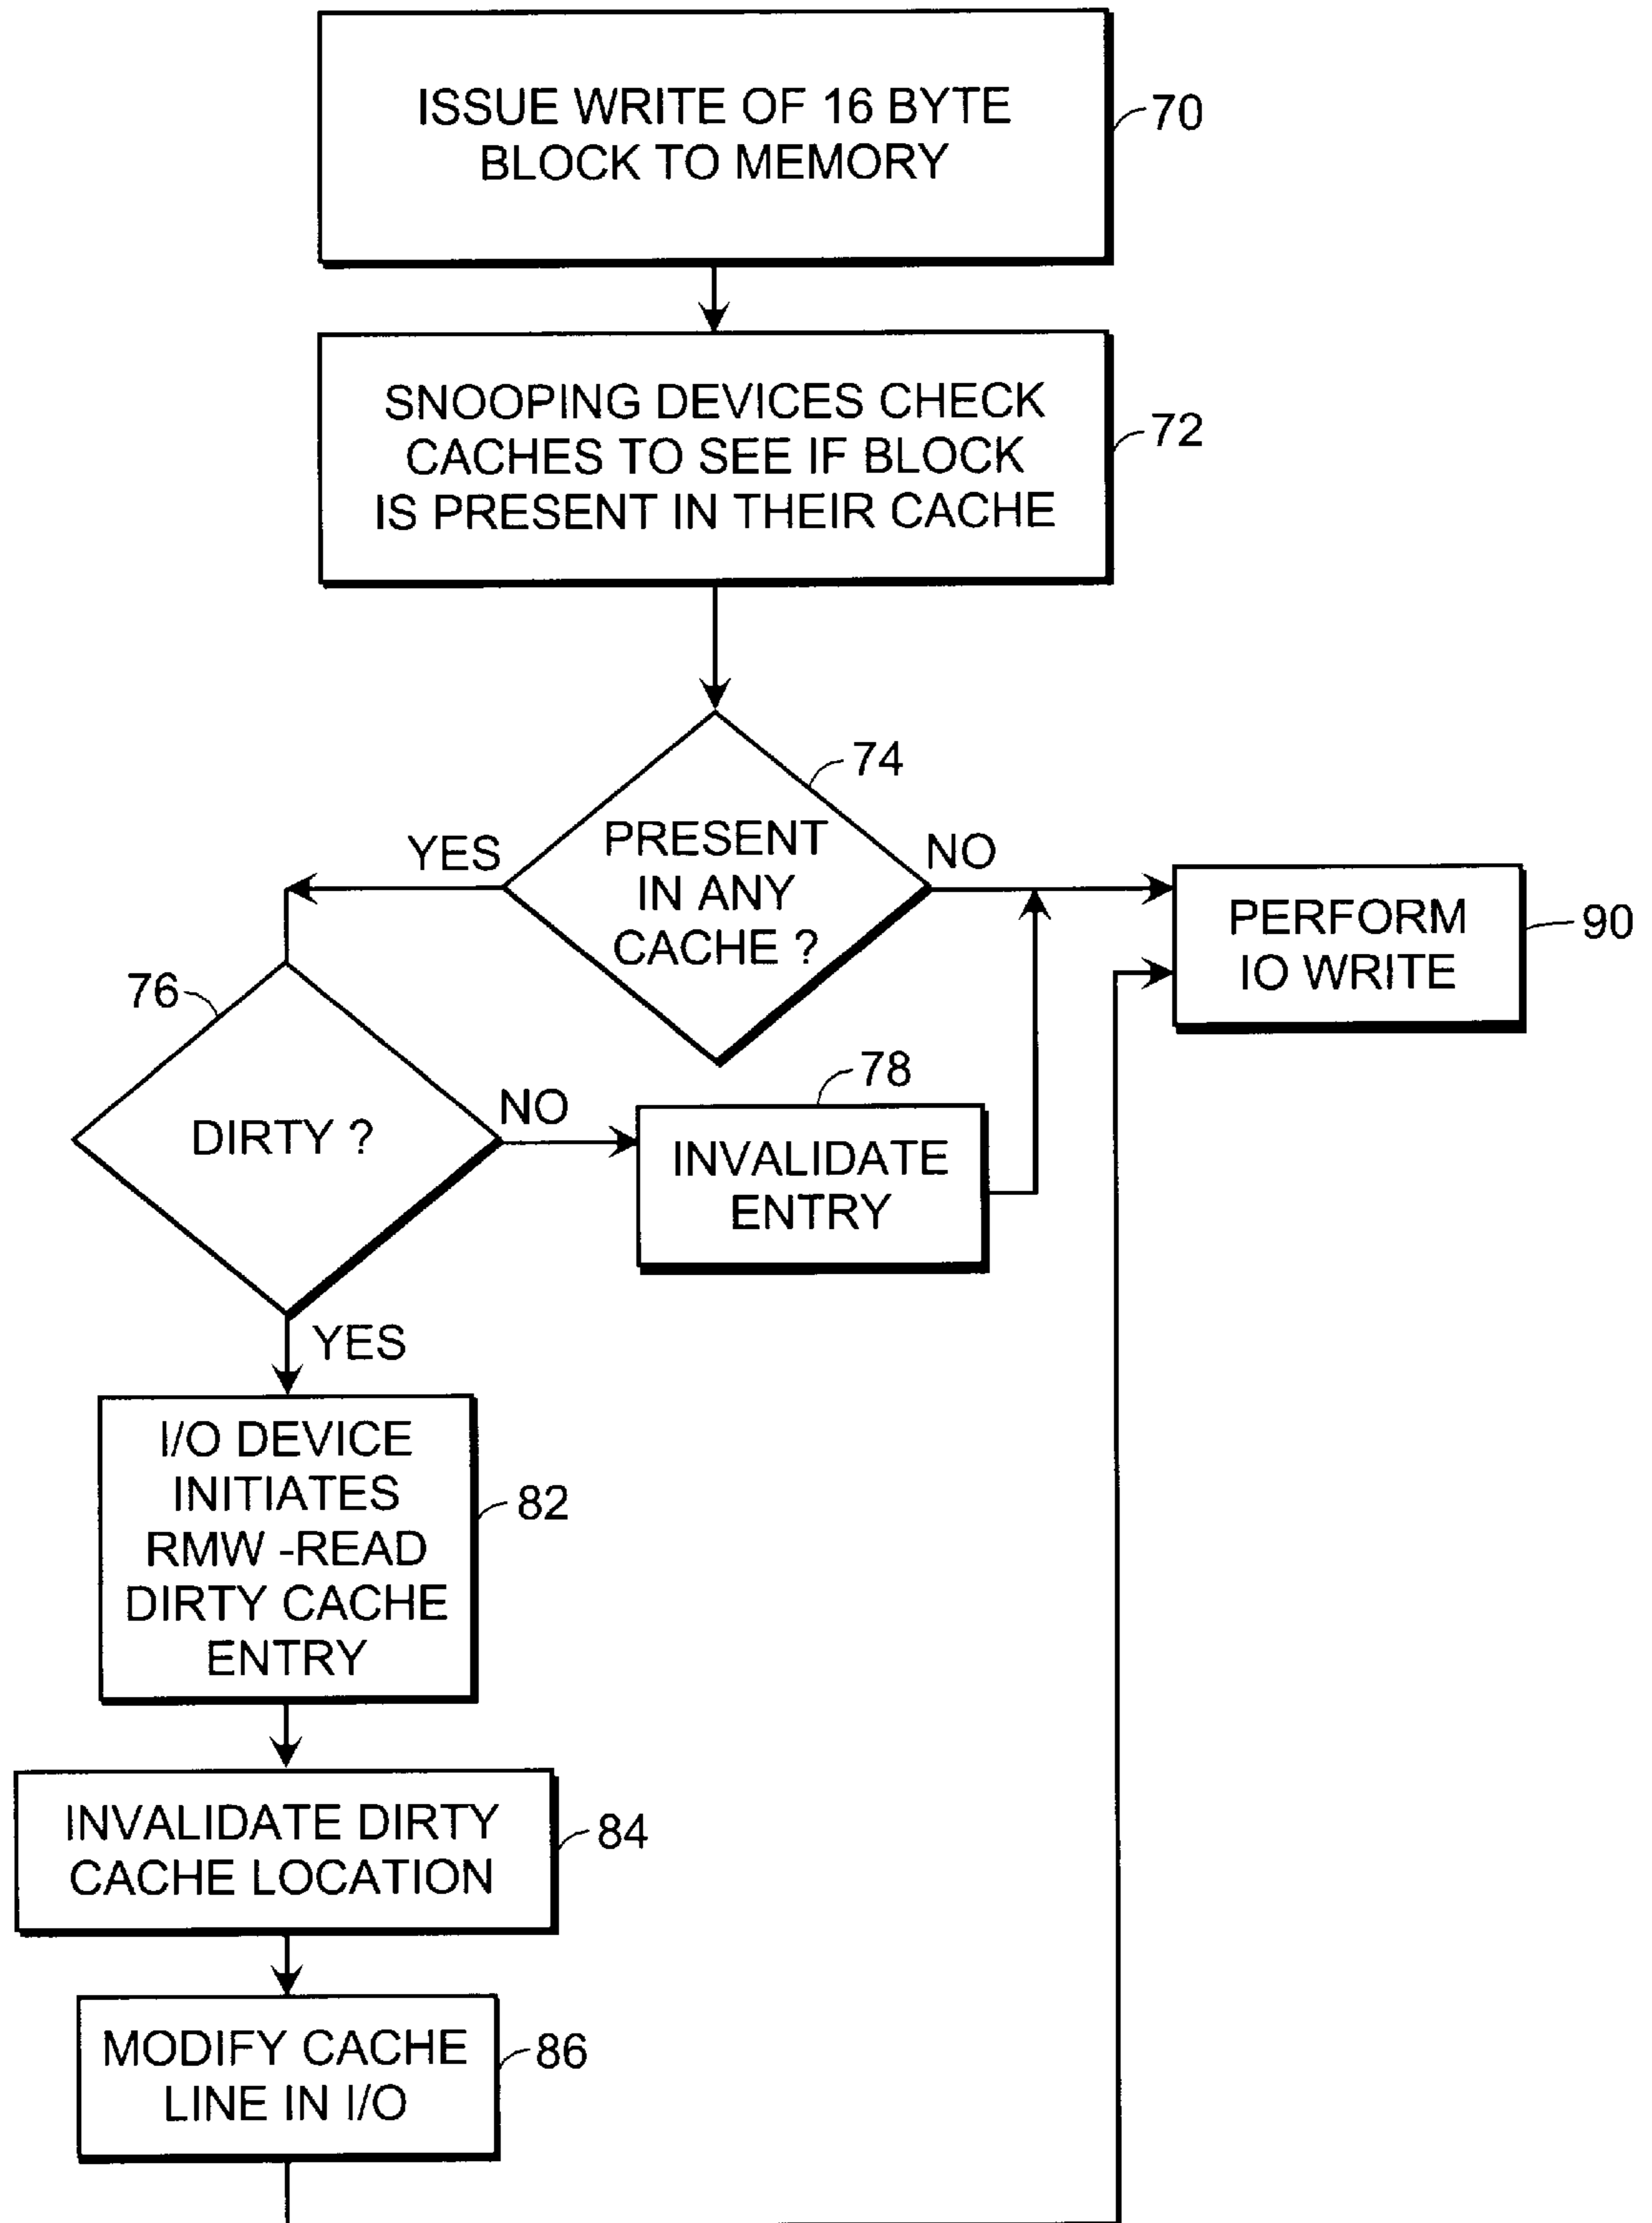 ISSUE WRITE OF 16 BYTE
BLOCK TO MEMORY
70
SNOOPING DEVICES CHECK
CACHES TO SEE IF BLOCK
IS PRESENT IN THEIR CACHE
72
74
PRESENT
IN ANY
CACHE ?
YES
NO
PERFORM
IO WRITE
90
76
DIRTY ?
NO
78
INVALIDATE
ENTRY
YES
I/O DEVICE
INITIATES
RMW -READ
DIRTY CACHE
ENTRY
82
INVALIDATE DIRTY
CACHE LOCATION
84
MODIFY CACHE
LINE IN I/O
86